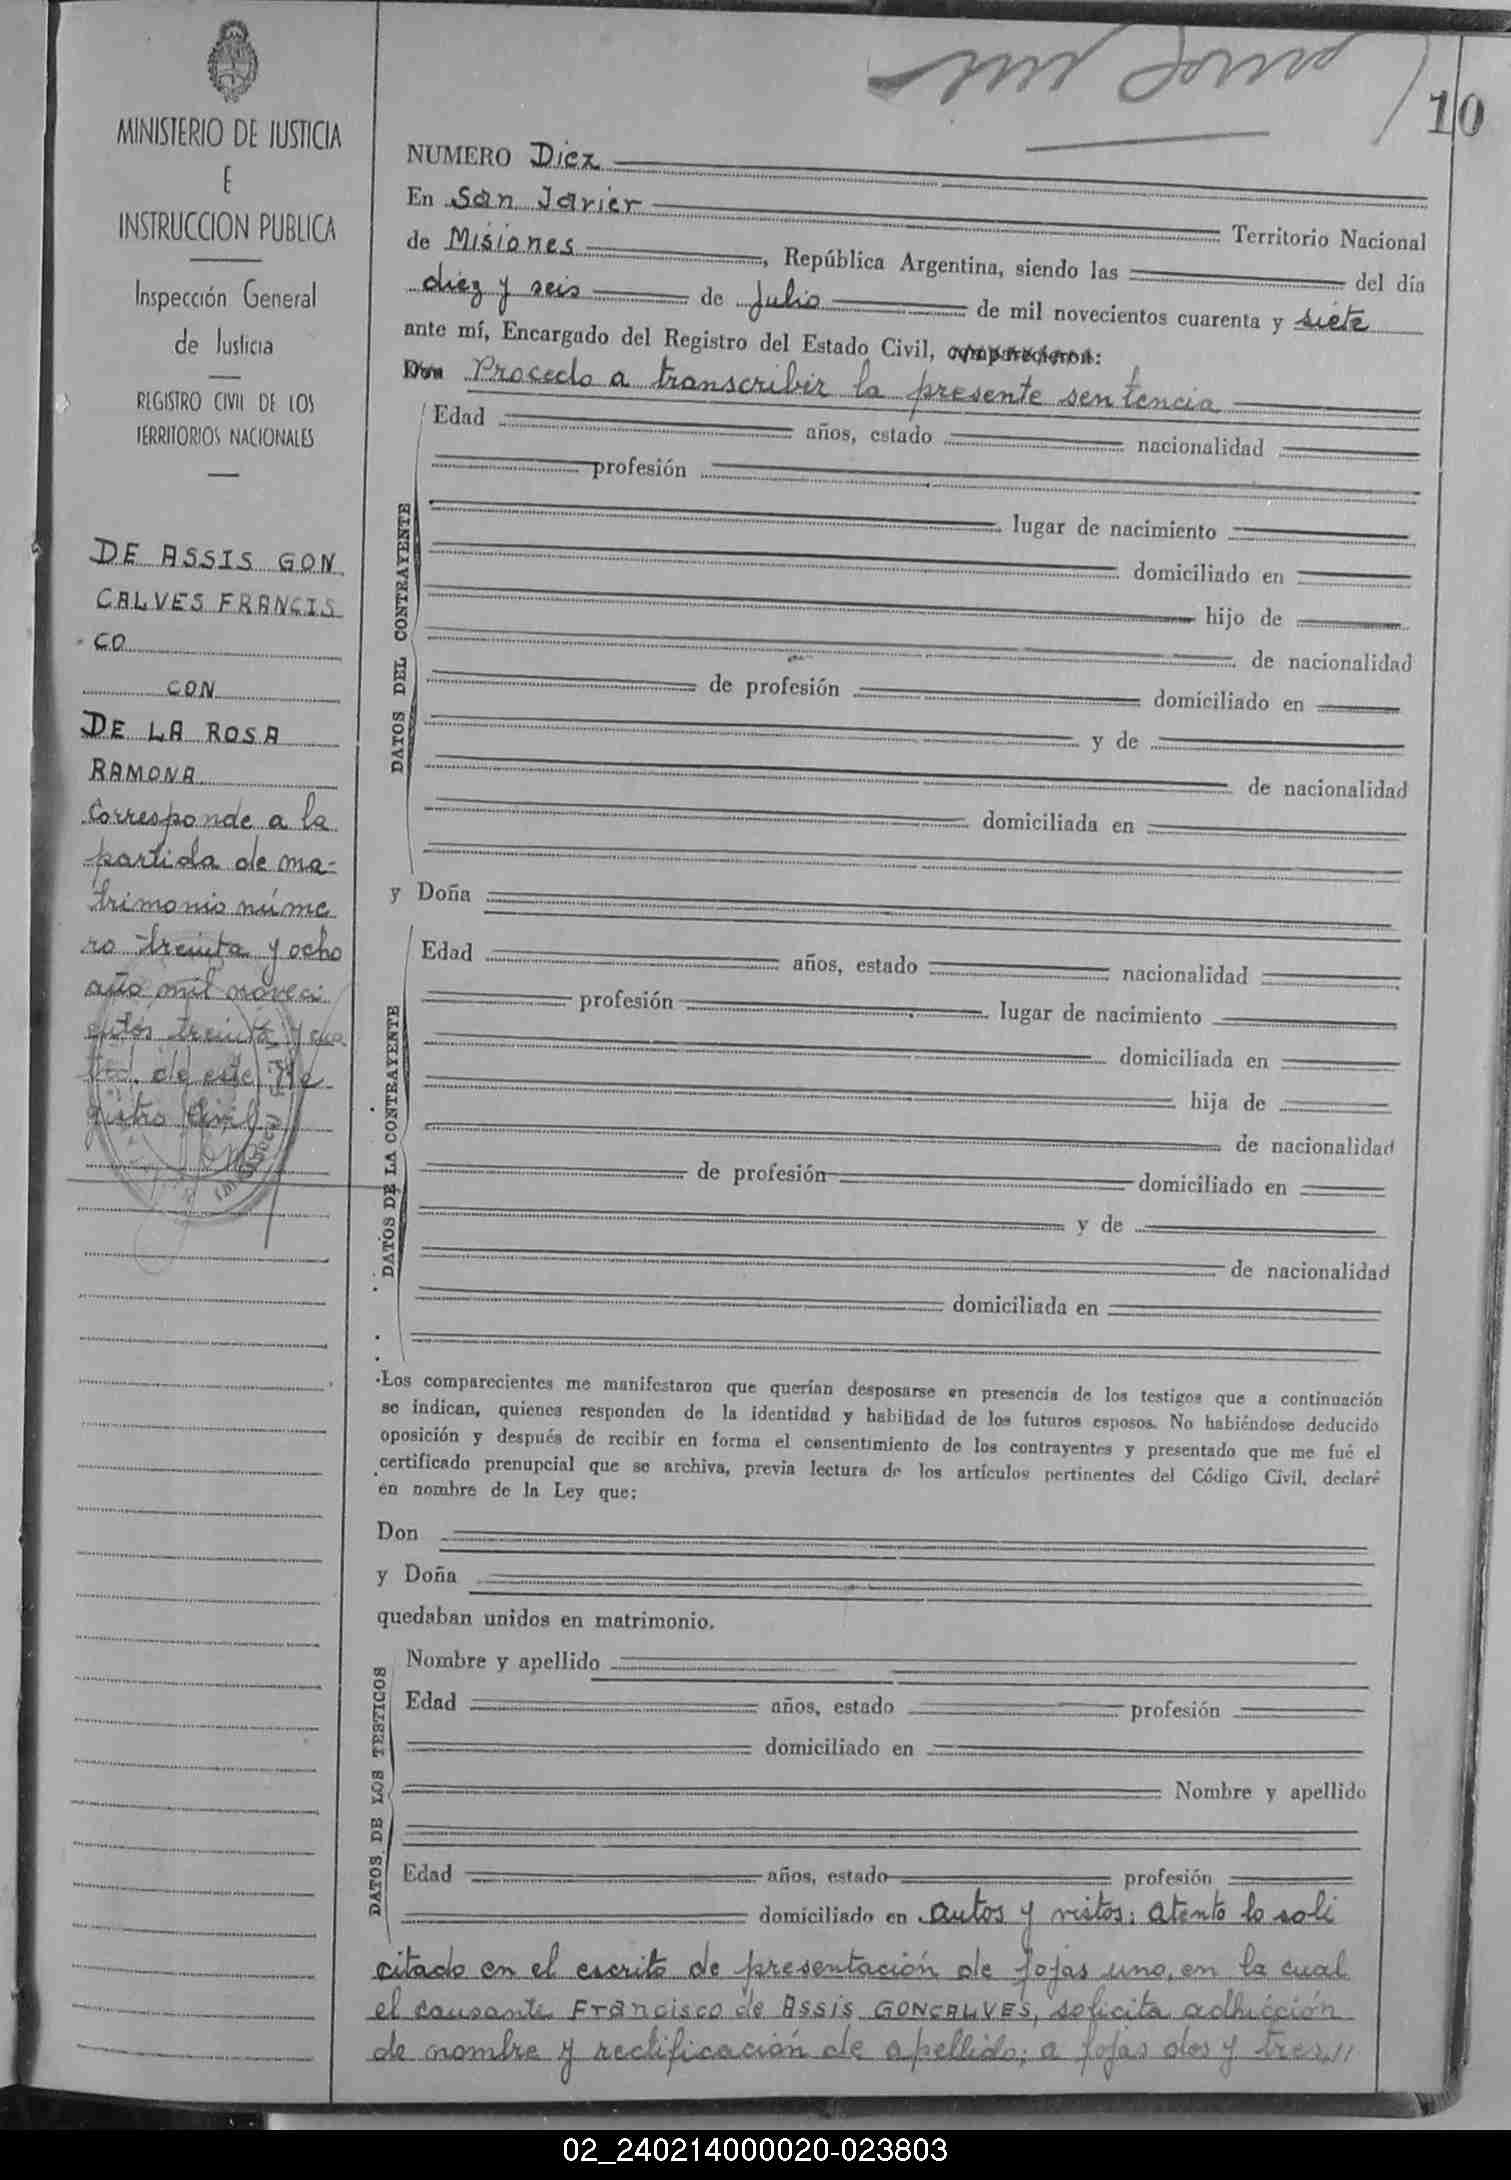 10
MINISTERIO DE JUSTICIA
E
INSTRUCCION PUBLICA
Inspección General
de Justicia
REGISTRO CIVIL DE LOS
TERRITORIOS NACIONALES
DE ASSIS GON
CALVES FRANCIS
CO
CON
DE LA ROSA
RAMONA
Corresponde a la
partida de ma-
trimonio núme
ro treinta y ocho
año mil noveci
entos treinta y cua
de este Re
gistro Civil
NUMERO Diez
En San Javier Territorio Nacional
de Misiones, República Argentina, siendo las del día
diez y seis de Julio de mil novecientos cuarenta y siete
ante mí, Encargado del Registro del Estado Civil, comparecieron:
Don Procedo a transcribir la presente sentencia
DATOS DEL CONTRAYENTE
Edad años, estado nacionalidad
profesión
lugar de nacimiento
domiciliado en
hijo de
de nacionalidad
de profesión domiciliado en
y de
de nacionalidad
domiciliada en
y Doña
DATOS DE LA CONTRAYENTE
Edad años, estado nacionalidad
profesión lugar de nacimiento
domiciliada en
hija de
de nacionalidad
de profesión domiciliado en
y de
de nacionalidad
domiciliada en
Los comparecientes me manifestaron que querían desposarse en presencia de los testigos que a continuación
se indican, quienes responden de la identidad y habilidad de los futuros esposos. No habiéndose deducido
oposición y después de recibir en forma el consentimiento de los contrayentes y presentado que me fué el
certificado prenupcial que se archiva, previa lectura de los artículos pertinentes del Código Civil, declaré
en nombre de la Ley que:
Don
y Doña
quedaban unidos en matrimonio.
DATOS DE LOS TESTIGOS
Nombre y apellido
Edad años, estado profesión
domiciliado en
Nombre y apellido
Edad años, estado profesión
domiciliado en autos y vistos: atento lo soli
citado en el escrito de presentación de fojas uno, en la cual
el causante Francisco de ASSIS GONCALVES, solicita adhicción
de nombre y rectificación de apellido; a fojas dos y tres,//
02_240214000020-023803